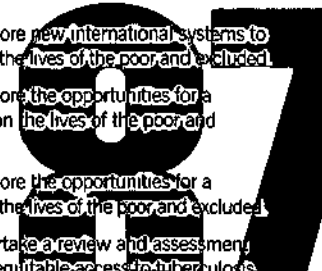 ore new international systems to
the lives of the poor and excluded
ore the opportunities for a
on the lives of the poor and
ore the opportunities for a
the lives of the poor and excluded
rtake a review and assessment
equitable access to tuberculosis
87